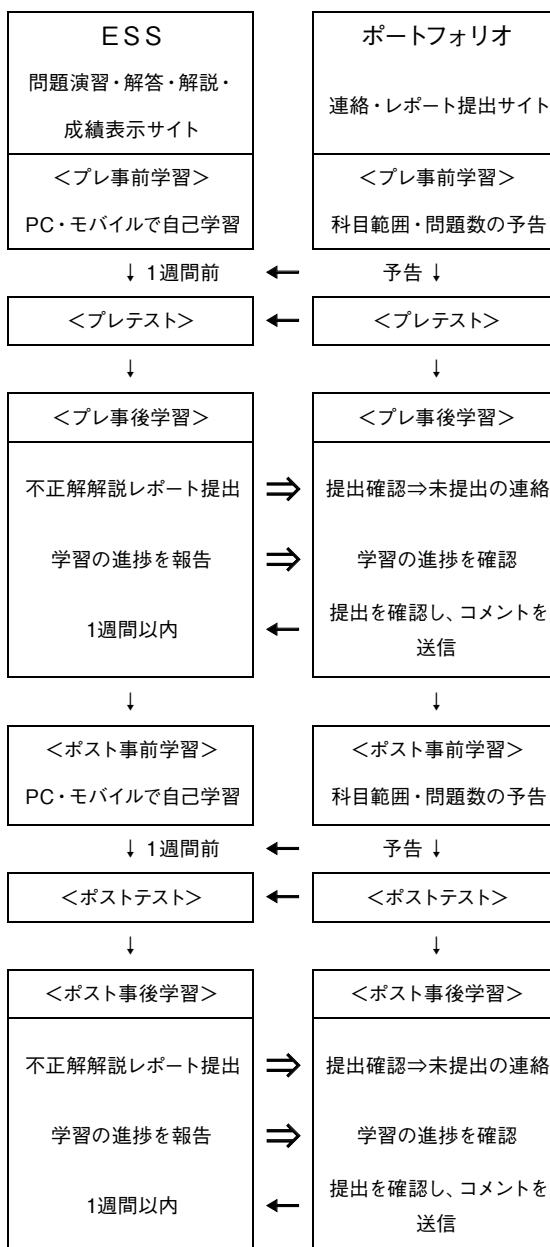 ESS
問題演習・解答・解説・
成績表示サイト
ポートフォリオ
連絡・レポート提出サイト
＜プレ事前学習＞
PC・モバイルで自己学習
＜プレ事前学習＞
科目範囲・問題数の予告
↓ 1週間前 ← 予告 ↓
＜プレテスト＞ ← ＜プレテスト＞
↓ ↓
＜プレ事後学習＞ ＜プレ事後学習＞
不正解解説レポート提出 ⇒ 提出確認⇒未提出の連絡
学習の進捗を報告 ⇒ 学習の進捗を確認
1週間以内 ← 提出を確認し、コメントを
送信
↓ ↓
＜ポスト事前学習＞ ＜ポスト事前学習＞
PC・モバイルで自己学習 科目範囲・問題数の予告
↓ 1週間前 ← 予告 ↓
＜ポストテスト＞ ← ＜ポストテスト＞
↓ ↓
＜ポスト事後学習＞ ＜ポスト事後学習＞
不正解解説レポート提出 ⇒ 提出確認⇒未提出の連絡
学習の進捗を報告 ⇒ 学習の進捗を確認
1週間以内 ← 提出を確認し、コメントを
送信